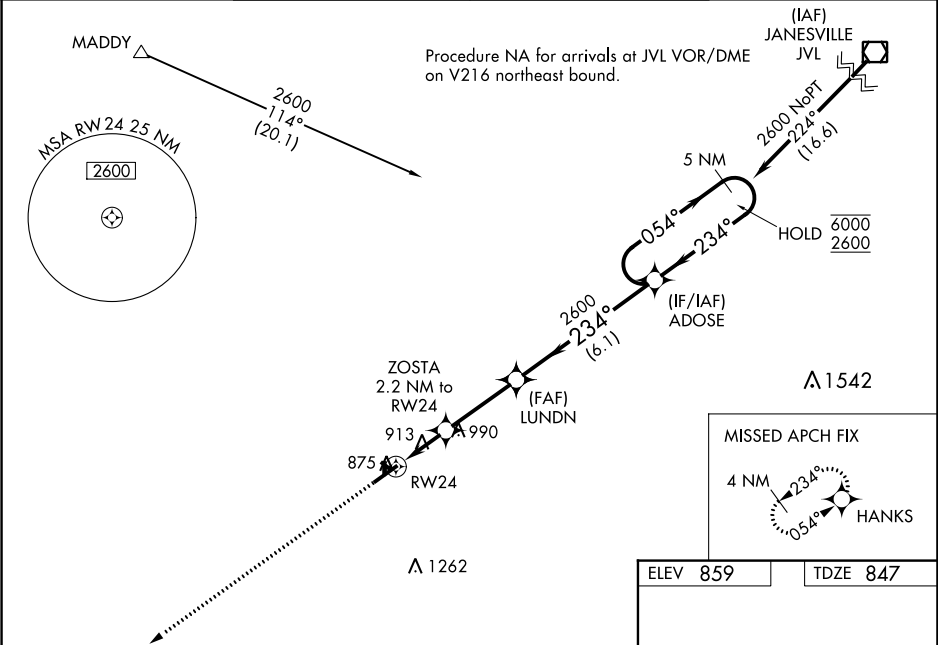 MADDY
2600
114°
(20.1)
Procedure NA for arrivals at JVL VOR/DME
on V216 northeast bound.
(IAF)
JANESVILLE
JVL
2600 NoPT
224°
(16.6)
MSA RW 24 25 NM
2600
5 NM
054°
234°
HOLD
6000
2600
(IF/IAF)
ADOSE
2600
234°
(6.1)
ZOSTA
2.2 NM to
RW24
(FAF)
LUNDN
1542
913
990
875
RW24
1262
MISSED APCH FIX
4 NM
234°
054°
HANKS
ELEV 859
TDZE 847